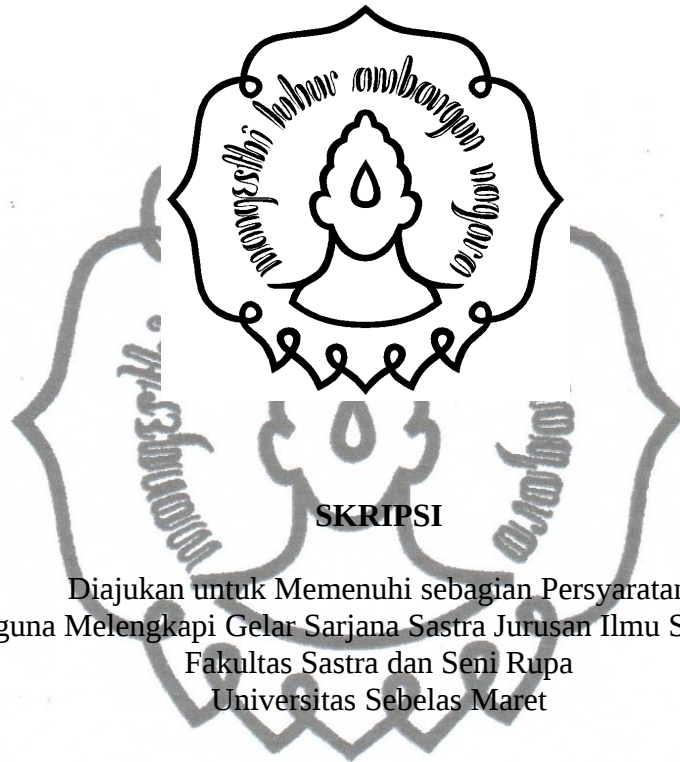 mangesthi luhur ambangun nagara
SKRIPSI
Diajukan untuk Memenuhi sebagian Persyaratan
guna Melengkapi Gelar Sarjana Sastra Jurusan Ilmu S
Fakultas Sastra dan Seni Rupa
Universitas Sebelas Maret